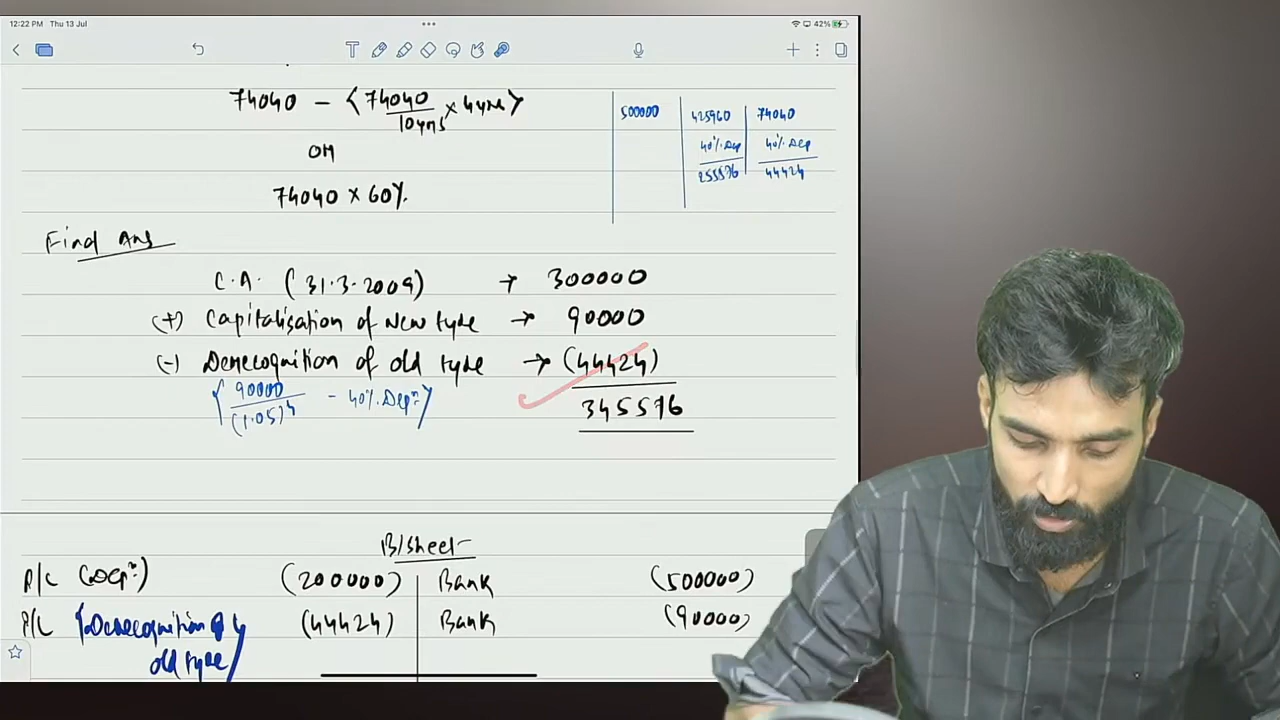 12:22 PM Thu 13 Jul
42%
T
74040 - <74040/10yrs × 4yrs>
500000 425960 74040
40% Dep 40% Dep
255576 44424
OR
74040 × 60%
Find Ans
C.A. (31.3.2009) → 300000
(+) Capitalisation of New tyre → 90000
(-) Derecognition of old tyre → (44424)
{90000/(1.05)^4 - 40% Dep^n}
345576
B/Sheet
P/L (Dep^n) (200000) Bank (500000)
P/L {Derecognition of old tyre} (44424) Bank (90000)